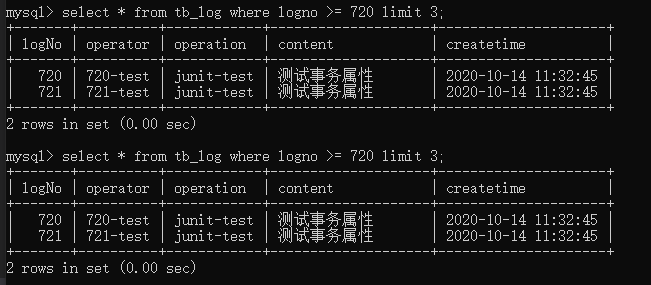 mysql> select * from tb_log where logno >= 720 limit 3;
+-------+----------+------------+--------------------+---------------------+
| logNo | operator | operation | content | createtime |
+-------+----------+------------+--------------------+---------------------+
| 720 | 720-test | junit-test | 测试事务属性 | 2020-10-14 11:32:45 |
| 721 | 721-test | junit-test | 测试事务属性 | 2020-10-14 11:32:45 |
+-------+----------+------------+--------------------+---------------------+
2 rows in set (0.00 sec)
mysql> select * from tb_log where logno >= 720 limit 3;
+-------+----------+------------+--------------------+---------------------+
| logNo | operator | operation | content | createtime |
+-------+----------+------------+--------------------+---------------------+
| 720 | 720-test | junit-test | 测试事务属性 | 2020-10-14 11:32:45 |
| 721 | 721-test | junit-test | 测试事务属性 | 2020-10-14 11:32:45 |
+-------+----------+------------+--------------------+---------------------+
2 rows in set (0.00 sec)